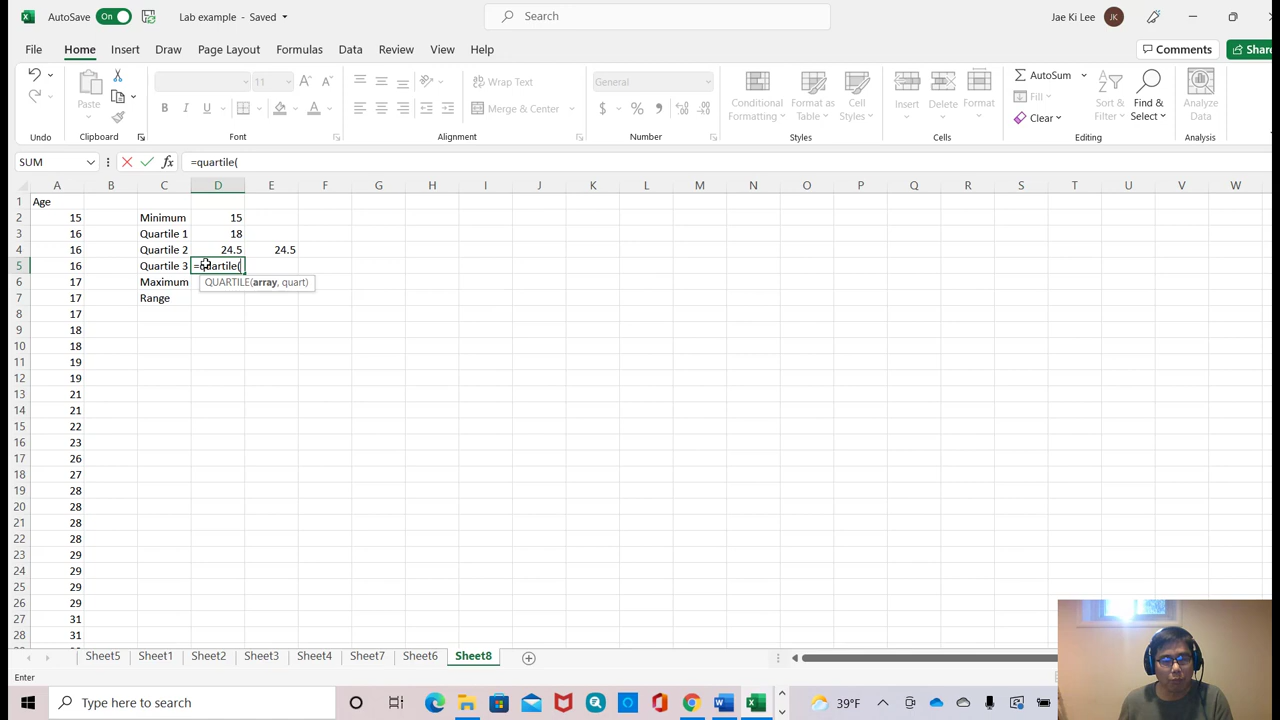 AutoSave On Lab example - Saved Search Jae Ki Lee JK
File Home Insert Draw Page Layout Formulas Data Review View Help Comments Share
11 A A Wrap Text General AutoSum
Paste Conditional Formatting Format as Table Cell Styles Insert Delete Format Fill Sort & Filter Find & Select Analyze Data
B I U A Merge & Center $ % Clear
Undo Clipboard Font Alignment Number Styles Cells Editing Analysis
SUM fx =quartile(
A B C D E F G H I J K L M N O P Q R S T U V W
1 Age
2 15 Minimum 15
3 16 Quartile 1 18
4 16 Quartile 2 24.5 24.5
5 16 Quartile 3 =quartile(
6 17 Maximum QUARTILE(array, quart)
7 17 Range
8 17
9 18
10 18
11 19
12 19
13 21
14 21
15 22
16 23
17 26
18 27
19 28
20 28
21 28
22 28
23 29
24 29
25 29
26 29
27 31
28 31
Sheet5 Sheet1 Sheet2 Sheet3 Sheet4 Sheet7 Sheet6 Sheet8
Enter
Type here to search 39°F